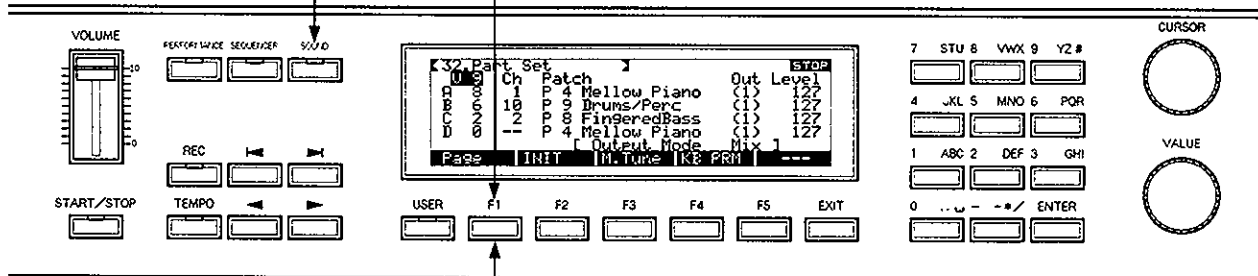 VOLUME
10
0
PERFORMANCE SEQUENCER SOUND
REC
START/STOP TEMPO
32 Part Set STOP
V 9 Ch Patch Out Level
A 8 1 P 4 Mellow Piano (1) 127
B 6 10 P 9 Drums/Perc (1) 127
C 2 2 P 8 FingeredBass (1) 127
D 0 -- P 4 Mellow Piano (1) 127
[ Output Mode Mix ]
Page INIT M.Tune KB PRM ---
USER F1 F2 F3 F4 F5 EXIT
7 STU 8 VWX 9 YZ #
4 JKL 5 MNO 6 PQR
1 ABC 2 DEF 3 GHI
0 - -*/ ENTER
CURSOR
VALUE